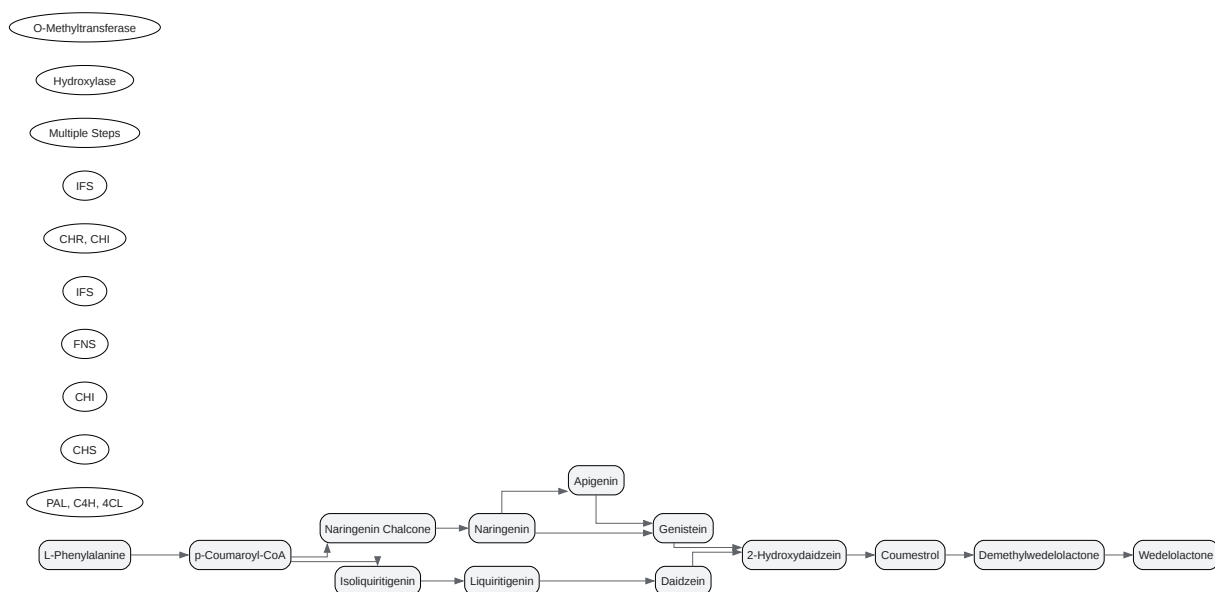 O-Methyltransferase
Hydroxylase
Multiple Steps
IFS
CHR, CHI
IFS
FNS
CHI
CHS
PAL, C4H, 4CL
Apigenin
Naringenin Chalcone
Naringenin
Genistein
L-Phenylalanine
p-Coumaroyl-CoA
2-Hydroxydaidzein
Coumestrol
Demethylwedelolactone
Wedelolactone
Isoliquiritigenin
Liquiritigenin
Daidzein